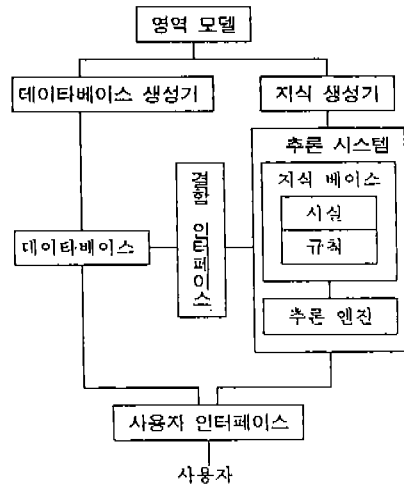 영역 모델
데이타베이스 생성기
지식 생성기
추론 시스템
지식 베이스
사실
규칙
추론 엔진
결합 인터페이스
데이타베이스
사용자 인터페이스
사용자